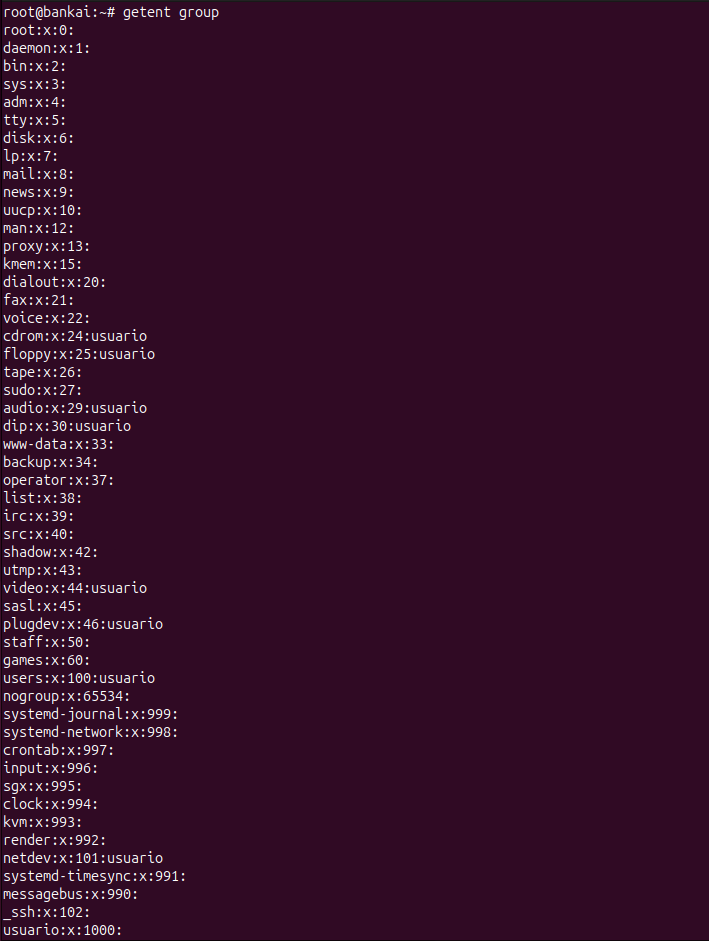 root@bankai:~# getent group
root:x:0:
daemon:x:1:
bin:x:2:
sys:x:3:
adm:x:4:
tty:x:5:
disk:x:6:
lp:x:7:
mail:x:8:
news:x:9:
uucp:x:10:
man:x:12:
proxy:x:13:
kmem:x:15:
dialout:x:20:
fax:x:21:
voice:x:22:
cdrom:x:24:usuario
floppy:x:25:usuario
tape:x:26:
sudo:x:27:
audio:x:29:usuario
dip:x:30:usuario
www-data:x:33:
backup:x:34:
operator:x:37:
list:x:38:
irc:x:39:
src:x:40:
shadow:x:42:
utmp:x:43:
video:x:44:usuario
sasl:x:45:
plugdev:x:46:usuario
staff:x:50:
games:x:60:
users:x:100:usuario
nogroup:x:65534:
systemd-journal:x:999:
systemd-network:x:998:
crontab:x:997:
input:x:996:
sgx:x:995:
clock:x:994:
kvm:x:993:
render:x:992:
netdev:x:101:usuario
systemd-timesync:x:991:
messagebus:x:990:
_ssh:x:102:
usuario:x:1000: